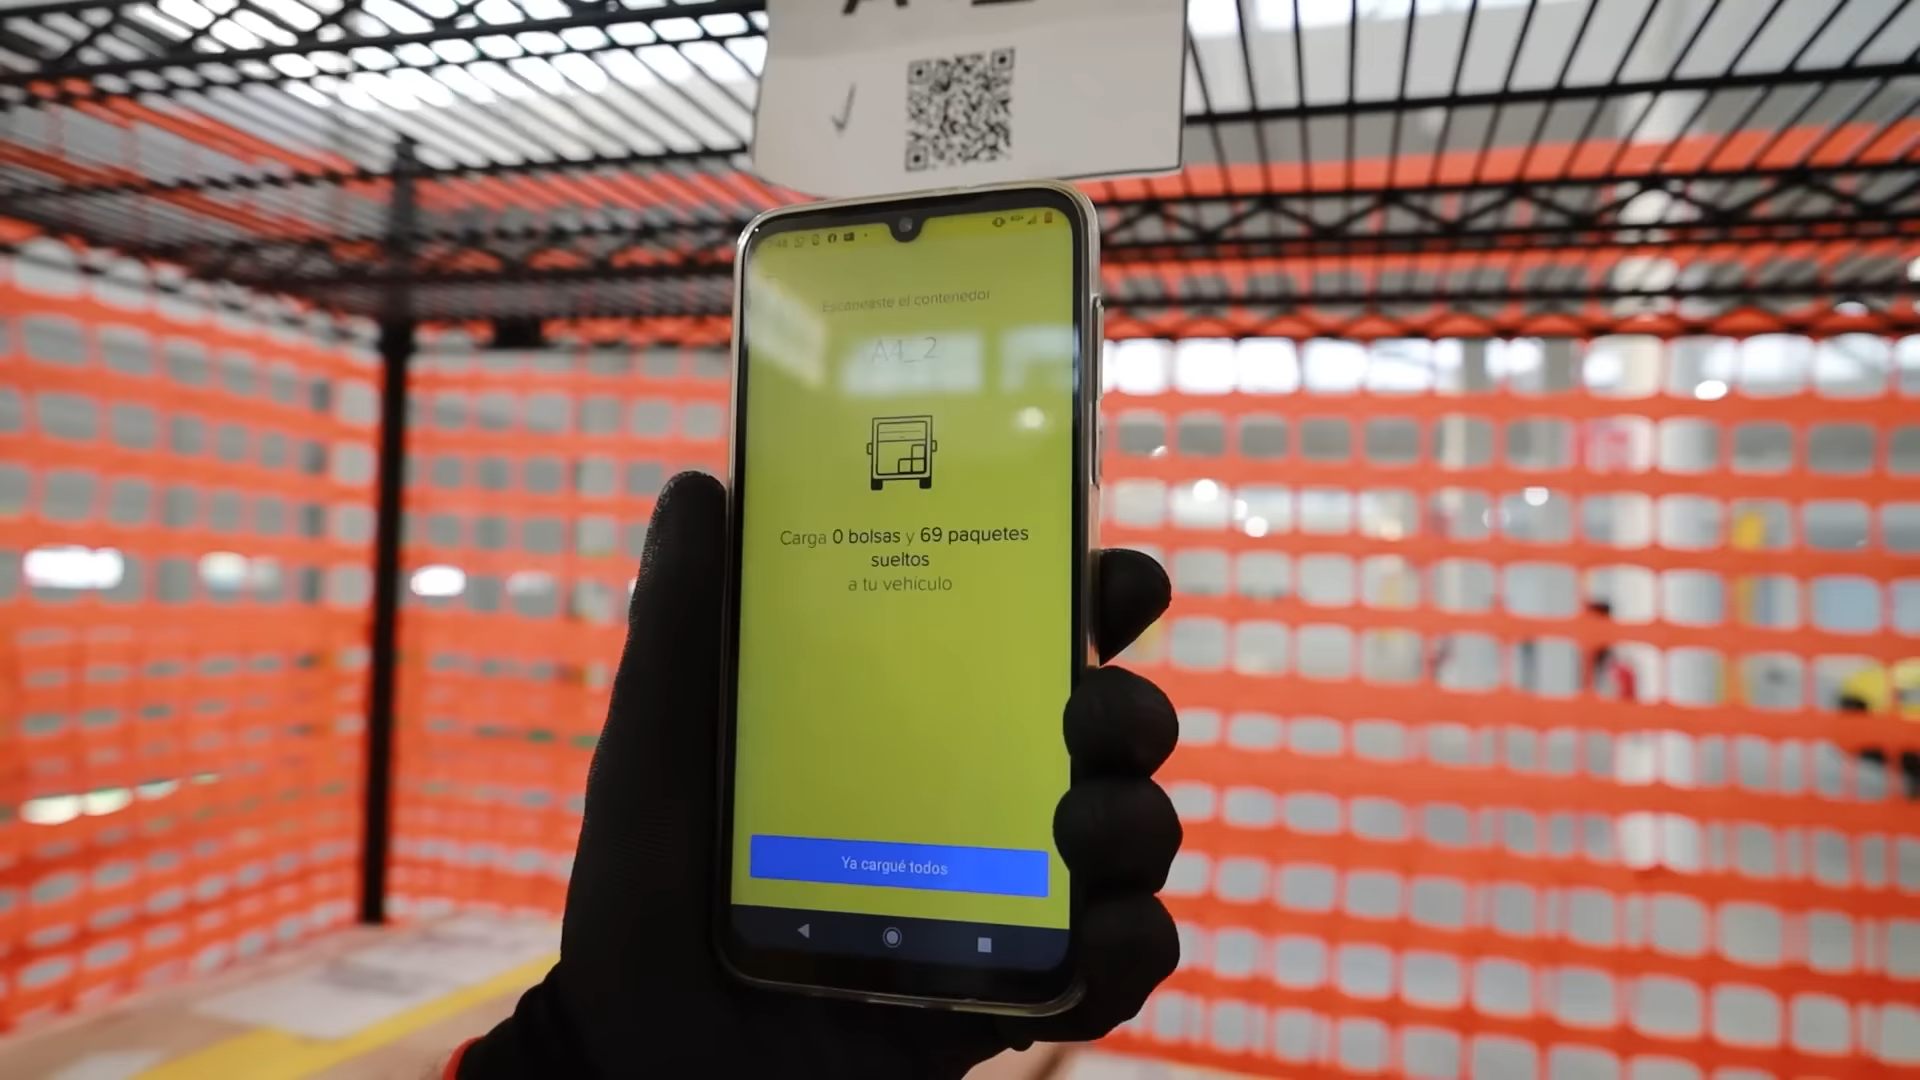 Escaneaste el contenedor
A4_2
Carga 0 bolsas y 69 paquetes
sueltos
a tu vehículo
Ya cargué todos